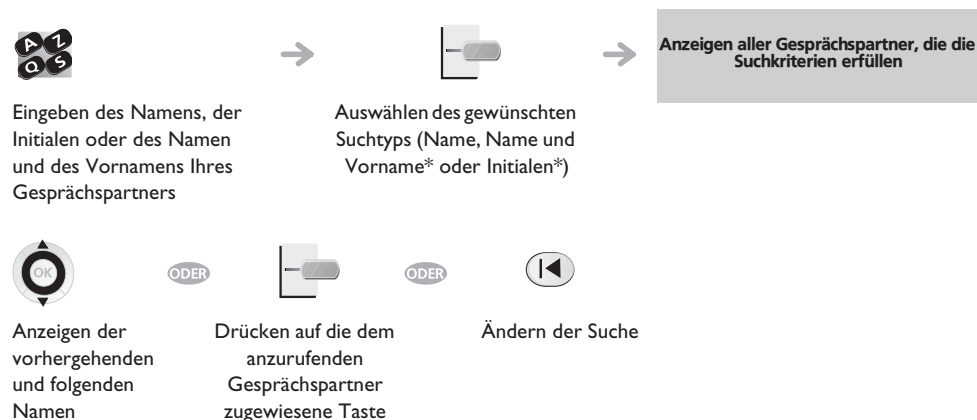 A Z
Q S
Anzeigen aller Gesprächspartner, die die
Suchkriterien erfüllen
Eingeben des Namens, der
Initialen oder des Namen
und des Vornamens Ihres
Gesprächspartners
Auswählen des gewünschten
Suchtyps (Name, Name und
Vorname* oder Initialen*)
OK
ODER
ODER
Anzeigen der
vorhergehenden
und folgenden
Namen
Drücken auf die dem
anzurufenden
Gesprächspartner
zugewiesene Taste
Ändern der Suche